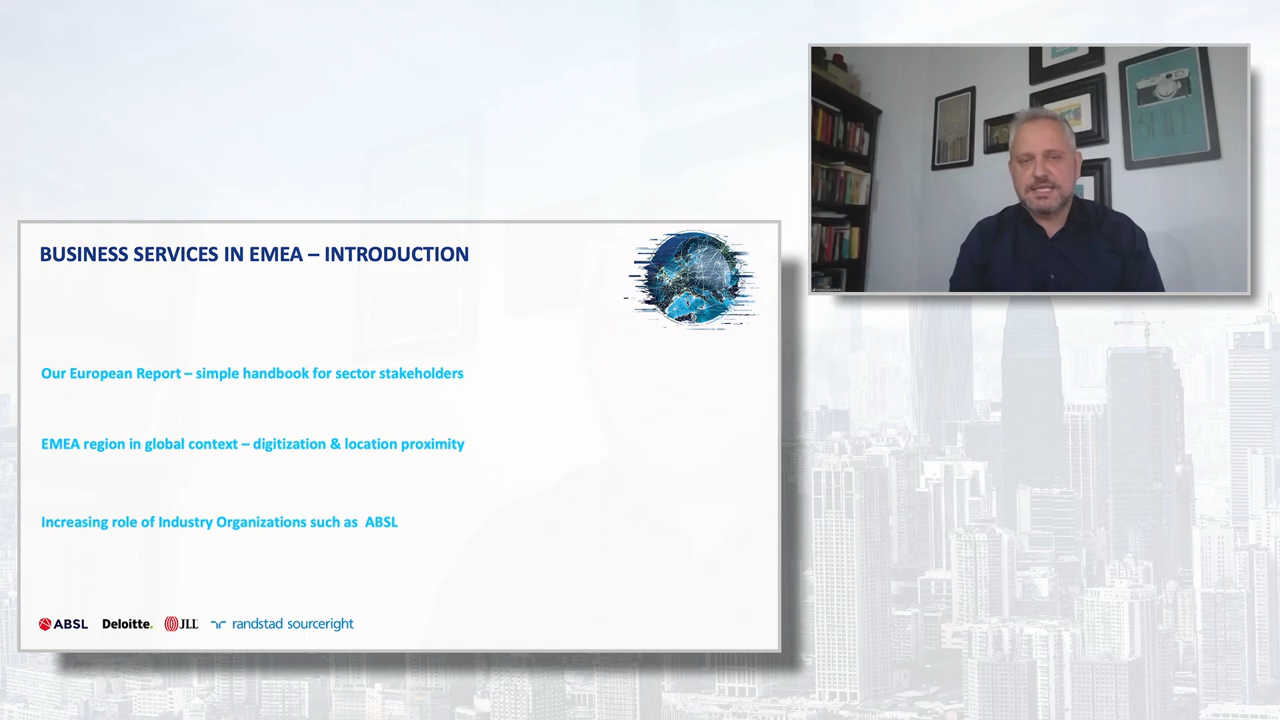 BUSINESS SERVICES IN EMEA – INTRODUCTION
Our European Report – simple handbook for sector stakeholders
EMEA region in global context – digitization & location proximity
Increasing role of Industry Organizations such as ABSL
ABSL Deloitte. JLL randstad sourceright